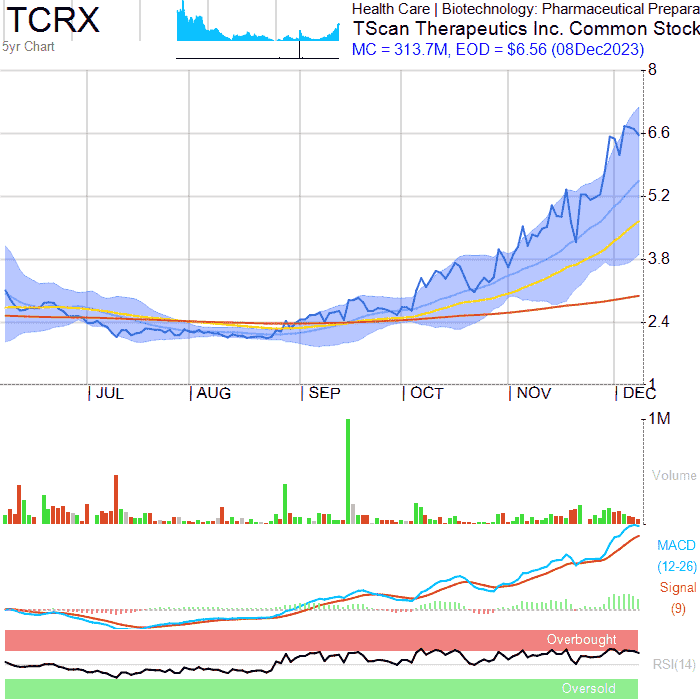 TCRX
5yr Chart
Health Care | Biotechnology: Pharmaceutical Prepara
TScan Therapeutics Inc. Common Stock
MC = 313.7M, EOD = $6.56 (08Dec2023)
8
6.6
5.2
3.8
2.4
1
JUL AUG SEP OCT NOV DEC
1M
Volume
MACD
(12-26)
Signal
(9)
Overbought
RSI(14)
Oversold